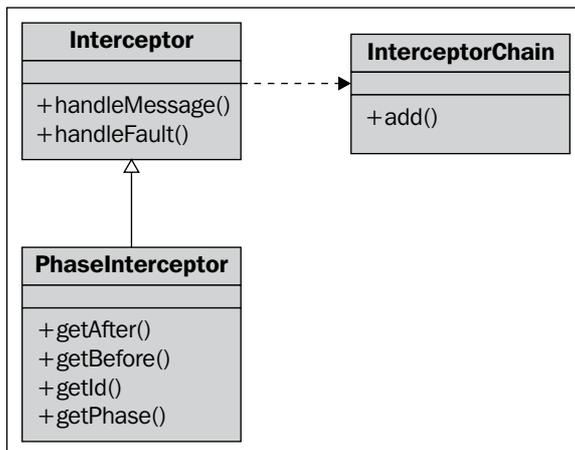 Interceptor
+handleMessage()
+handleFault()
InterceptorChain
+add()
PhaseInterceptor
+getAfter()
+getBefore()
+getId()
+getPhase()